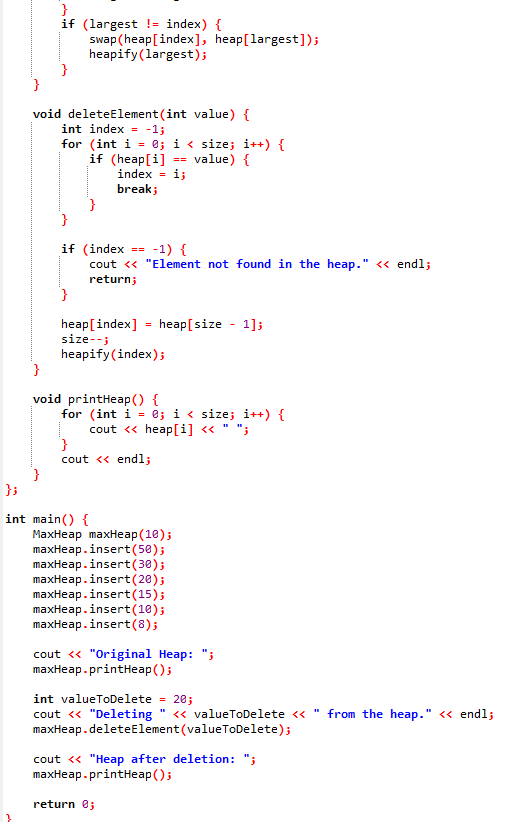 }
if (largest != index) {
swap(heap[index], heap[largest]);
heapify(largest);
}
}
void deleteElement(int value) {
int index = -1;
for (int i = 0; i < size; i++) {
if (heap[i] == value) {
index = i;
break;
}
}
if (index == -1) {
cout << "Element not found in the heap." << endl;
return;
}
heap[index] = heap[size - 1];
size--;
heapify(index);
}
void printHeap() {
for (int i = 0; i < size; i++) {
cout << heap[i] << " ";
}
cout << endl;
}
};
int main() {
MaxHeap maxHeap(10);
maxHeap.insert(50);
maxHeap.insert(30);
maxHeap.insert(20);
maxHeap.insert(15);
maxHeap.insert(10);
maxHeap.insert(8);
cout << "Original Heap: ";
maxHeap.printHeap();
int valueToDelete = 20;
cout << "Deleting " << valueToDelete << " from the heap." << endl;
maxHeap.deleteElement(valueToDelete);
cout << "Heap after deletion: ";
maxHeap.printHeap();
return 0;
}